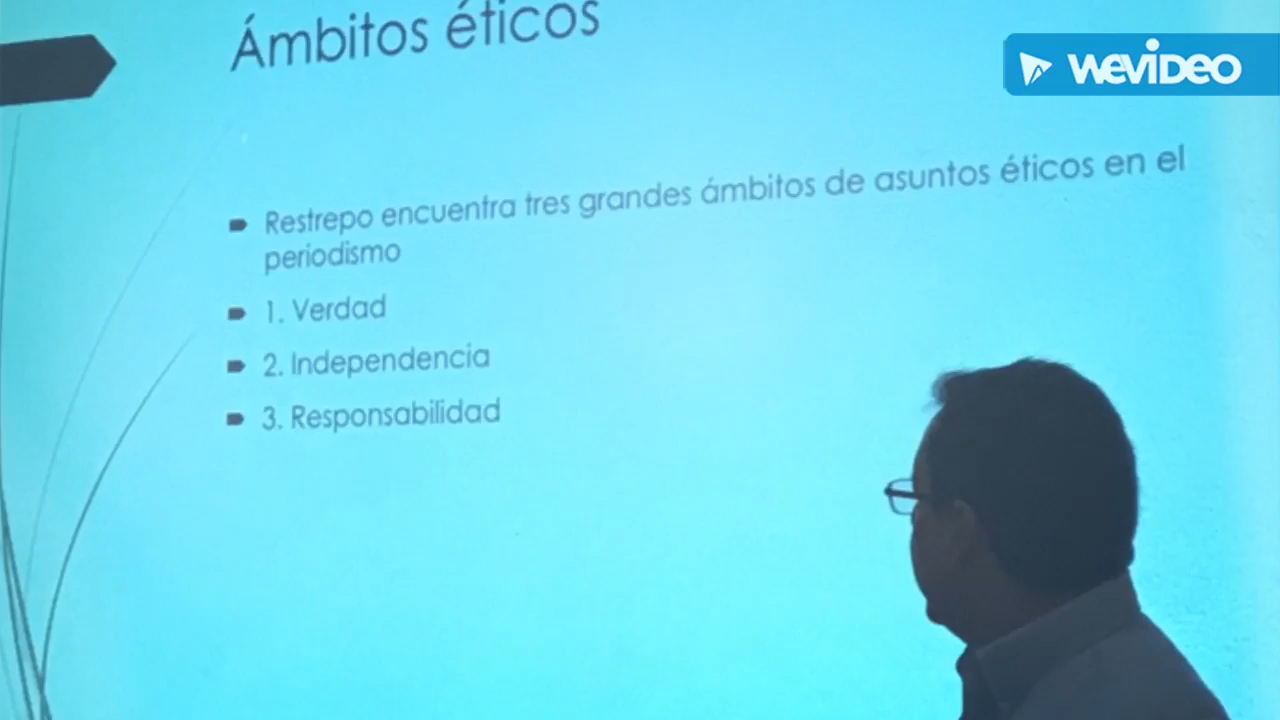 Ámbitos éticos
WEVIDEO
Restrepo encuentra tres grandes ámbitos de asuntos éticos en el
periodismo
1. Verdad
2. Independencia
3. Responsabilidad